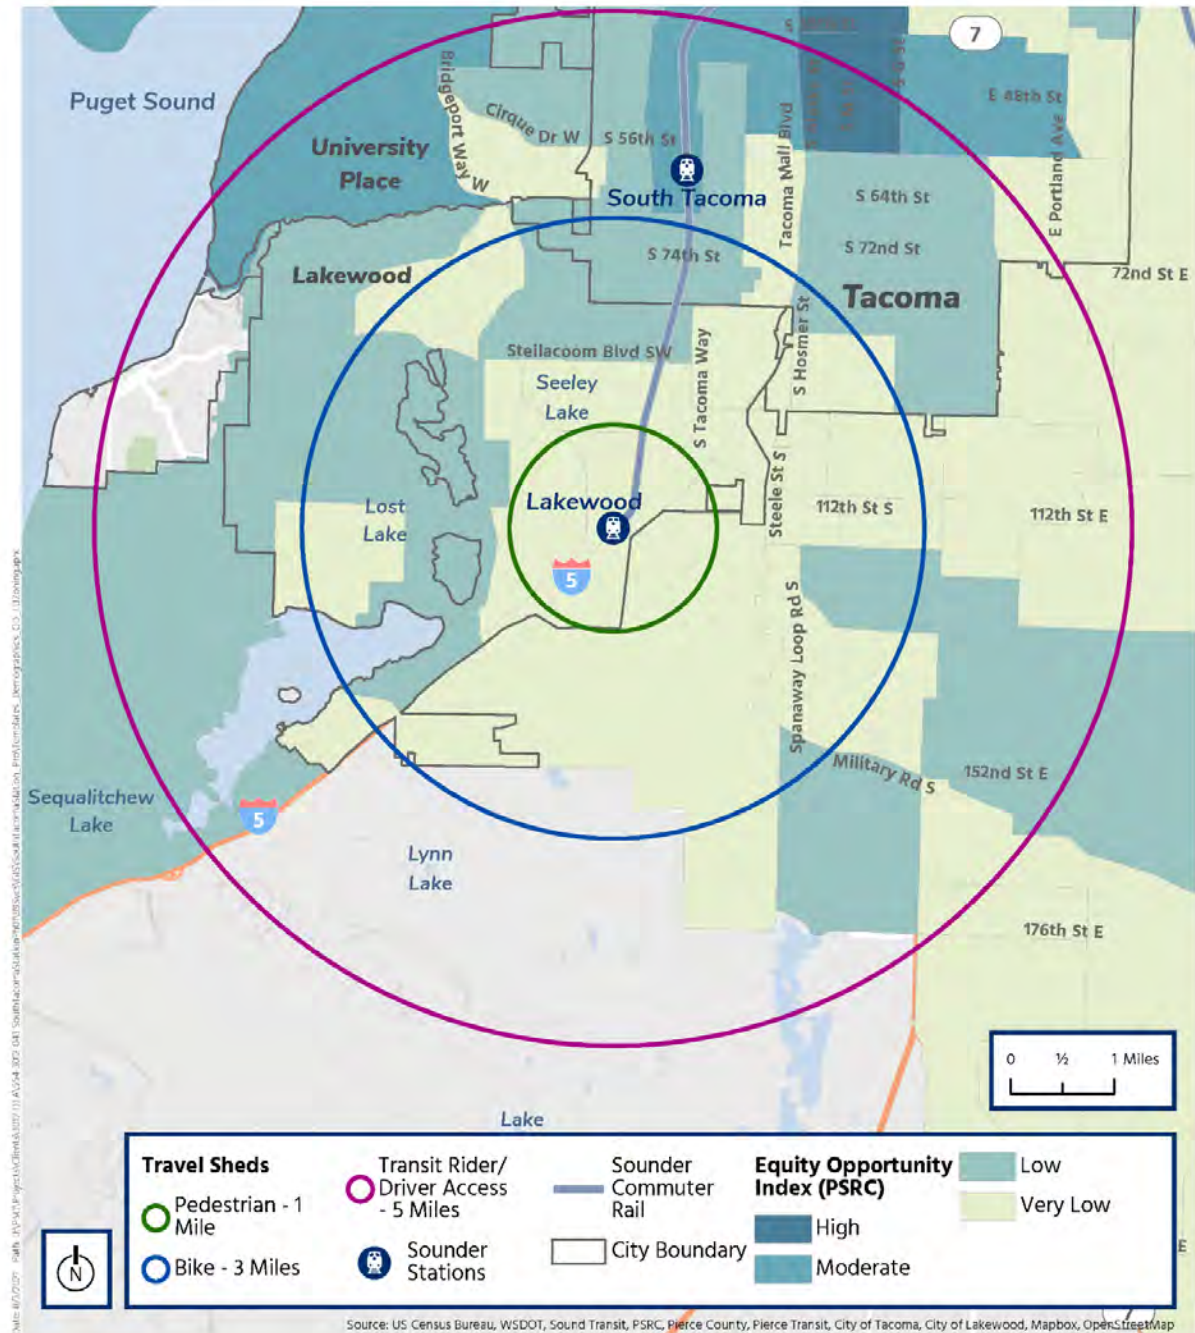 7
Puget Sound
Bridgeport Way W
Cirque Dr W
S 56th St
Tacoma Mall Blvd
E 48th St
E Portland Ave
University
Place
South Tacoma
S 64th St
S 72nd St
S 74th St
72nd St E
Lakewood
Tacoma
S Hosmer St
Steilacoom Blvd SW
S Tacoma Way
Seeley
Lake
Steele St S
Lakewood
Lost
Lake
112th St S
112th St E
5
Spanaway Loop Rd S
Military Rd S
152nd St E
Sequalitchew
Lake
5
Lynn
Lake
176th St E
0 ½ 1 Miles
Lake
Travel Sheds
Pedestrian - 1
Mile
Bike - 3 Miles
Transit Rider/
Driver Access
- 5 Miles
Sounder
Stations
Sounder
Commuter
Rail
City Boundary
Equity Opportunity
Index (PSRC)
High
Moderate
Low
Very Low
E
7
N
Source: US Census Bureau, WSDOT, Sound Transit, PSRC, Pierce County, Pierce Transit, City of Tacoma, City of Lakewood, Mapbox, OpenStreetMap